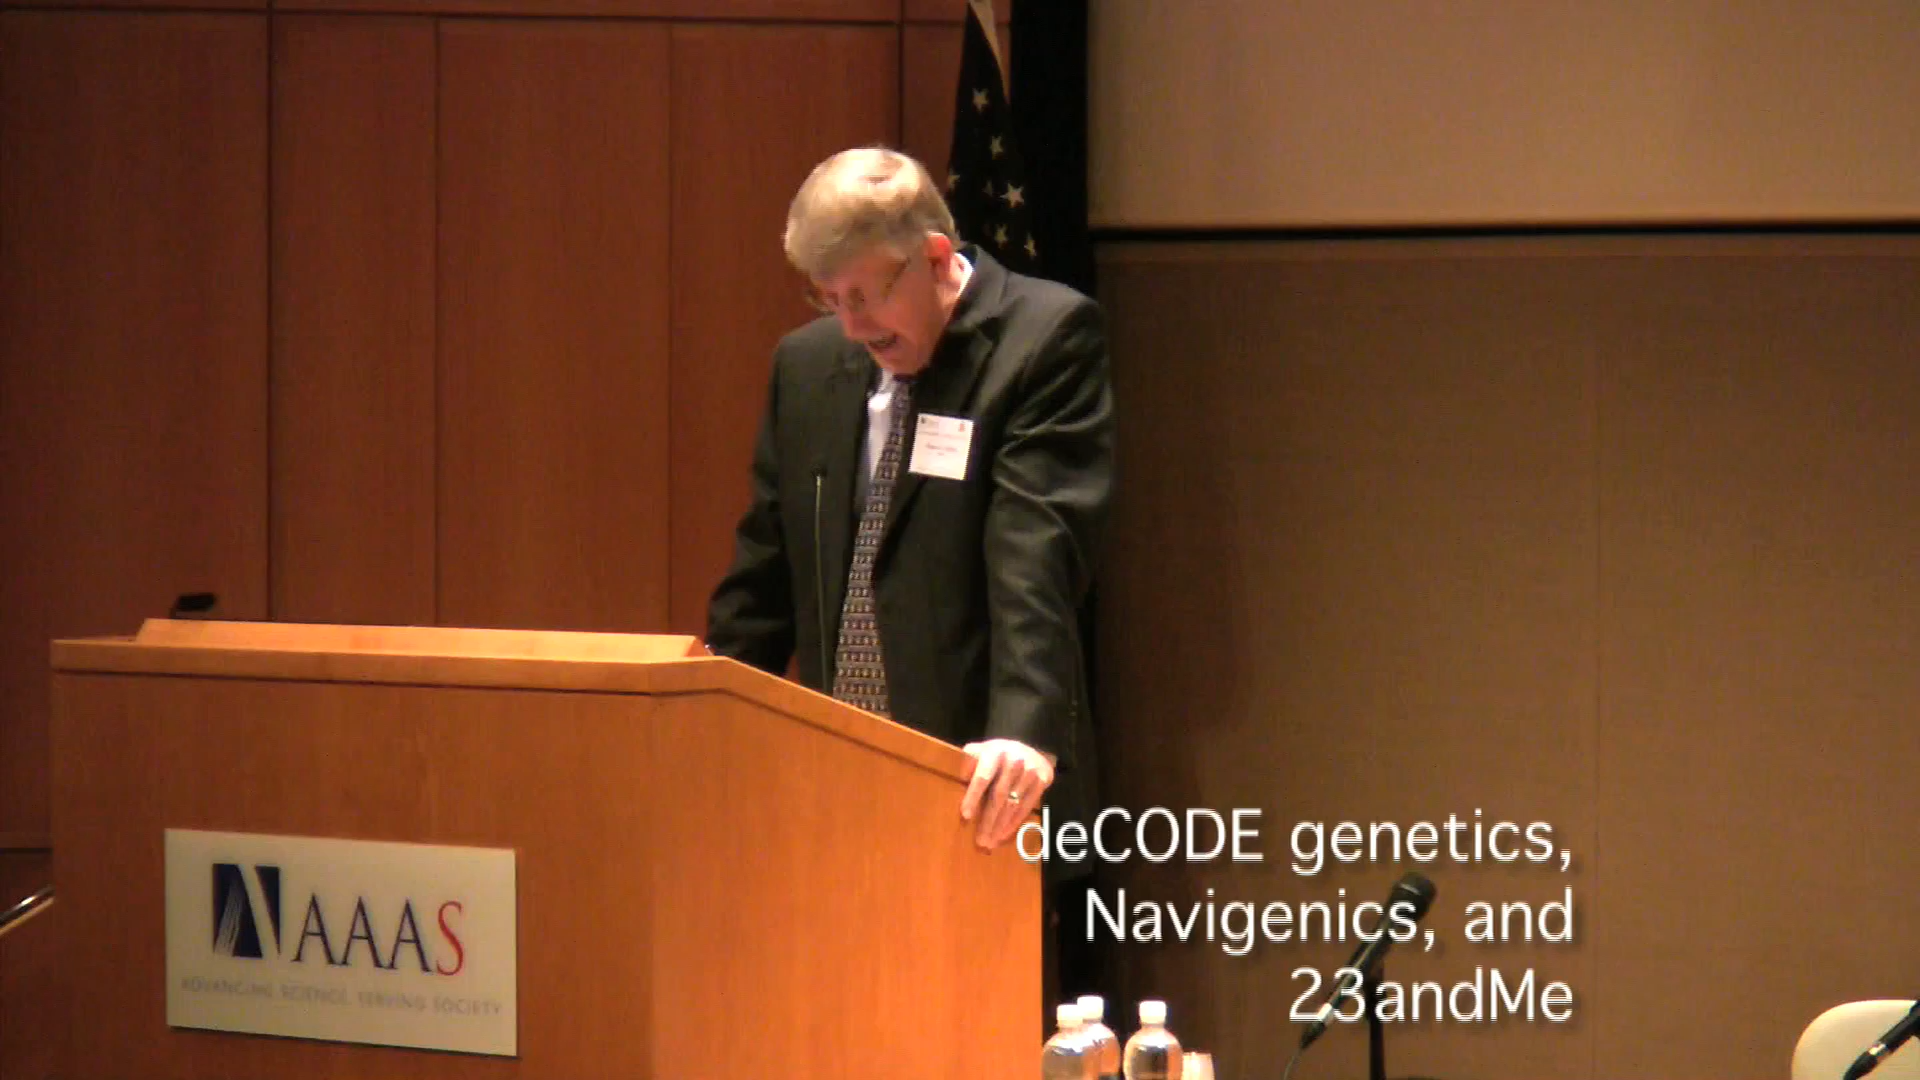 AAAS
ADVANCING SCIENCE, SERVING SOCIETY
deCODE genetics,
Navigenics, and
23andMe